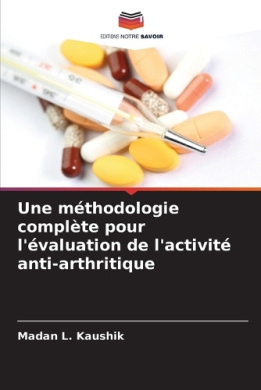 EDITIONS NOTRE SAVOIR
Une méthodologie
complète pour
l'évaluation de l'activité
anti-arthritique
Madan L. Kaushik